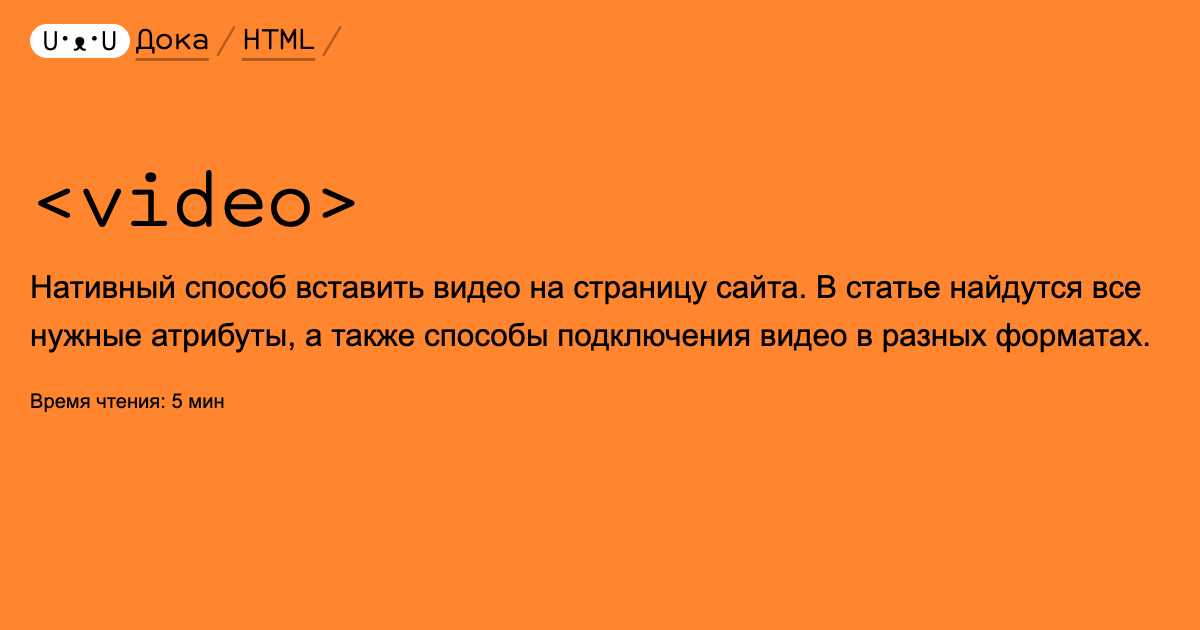 U·ᴥ·U Дока / HTML /
<video>
Нативный способ вставить видео на страницу сайта. В статье найдутся все
нужные атрибуты, а также способы подключения видео в разных форматах.
Время чтения: 5 мин